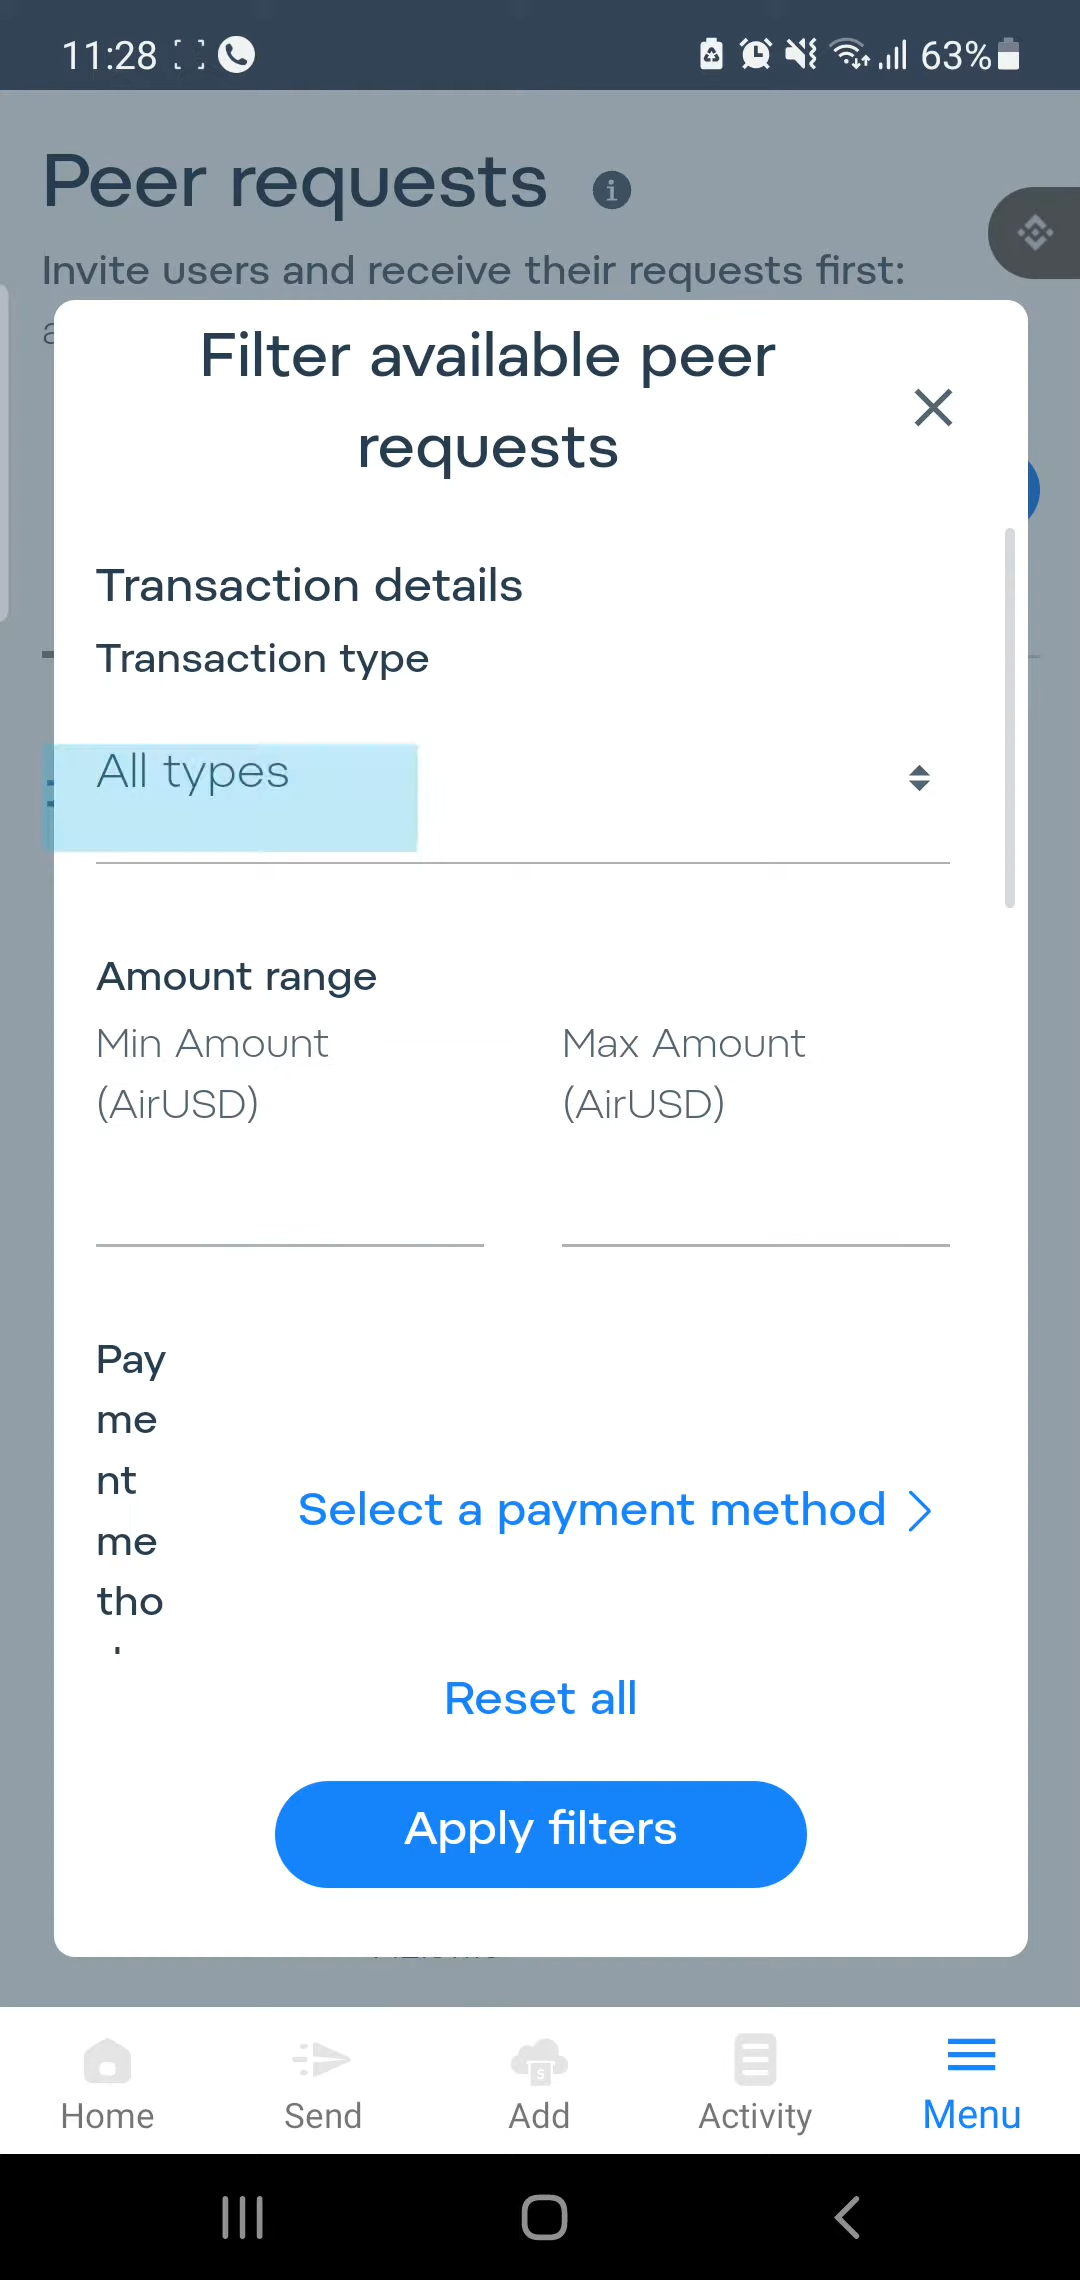 11:28
63%
Peer requests
Invite users and receive their requests first:
Filter available peer
requests
Transaction details
Transaction type
All types
Amount range
Min Amount
(AirUSD)
Max Amount
(AirUSD)
Pay
me
nt
me
tho
Select a payment method
Reset all
Apply filters
Home
Send
Add
Activity
Menu